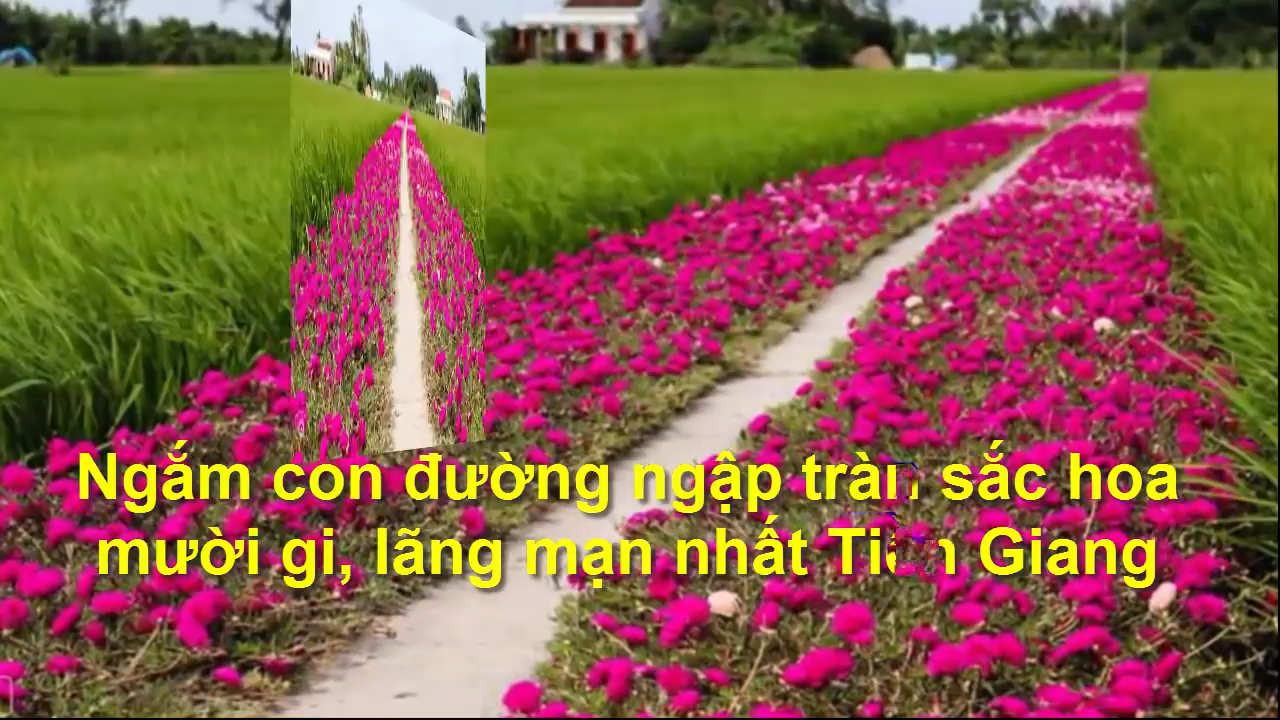 Ngắm con đường ngập tràn sắc hoa
mười gi, lãng mạn nhất Tiền Giang